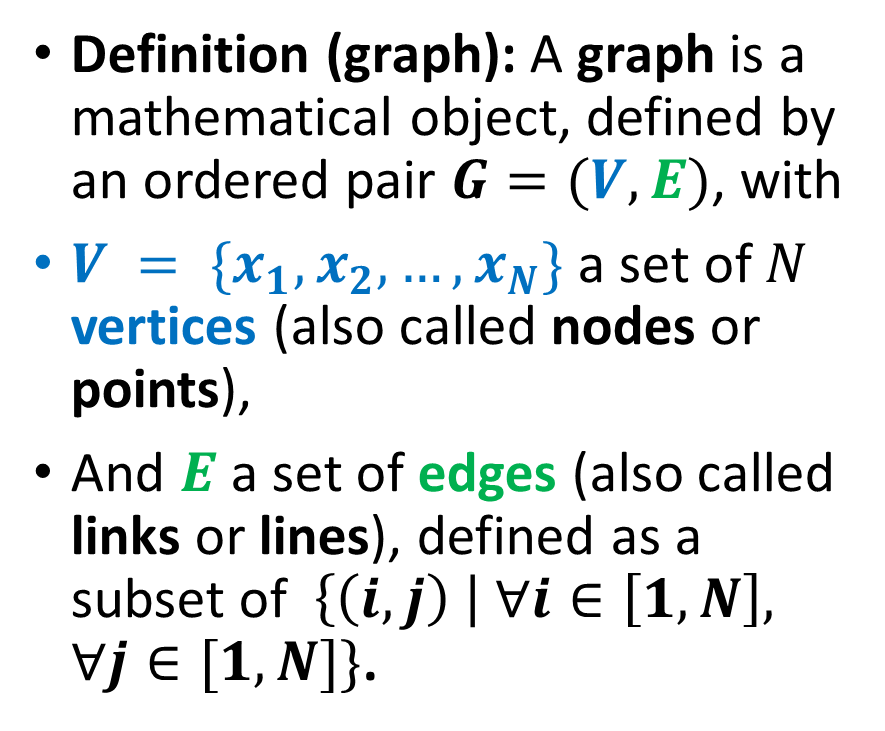 • Definition (graph): A graph is a
mathematical object, defined by
an ordered pair G = (V, E), with
• V = {x₁, x₂, … , x_N} a set of N
vertices (also called nodes or
points),
• And E a set of edges (also called
links or lines), defined as a
subset of {(i, j) | ∀i ∈ [1, N],
∀j ∈ [1, N]}.